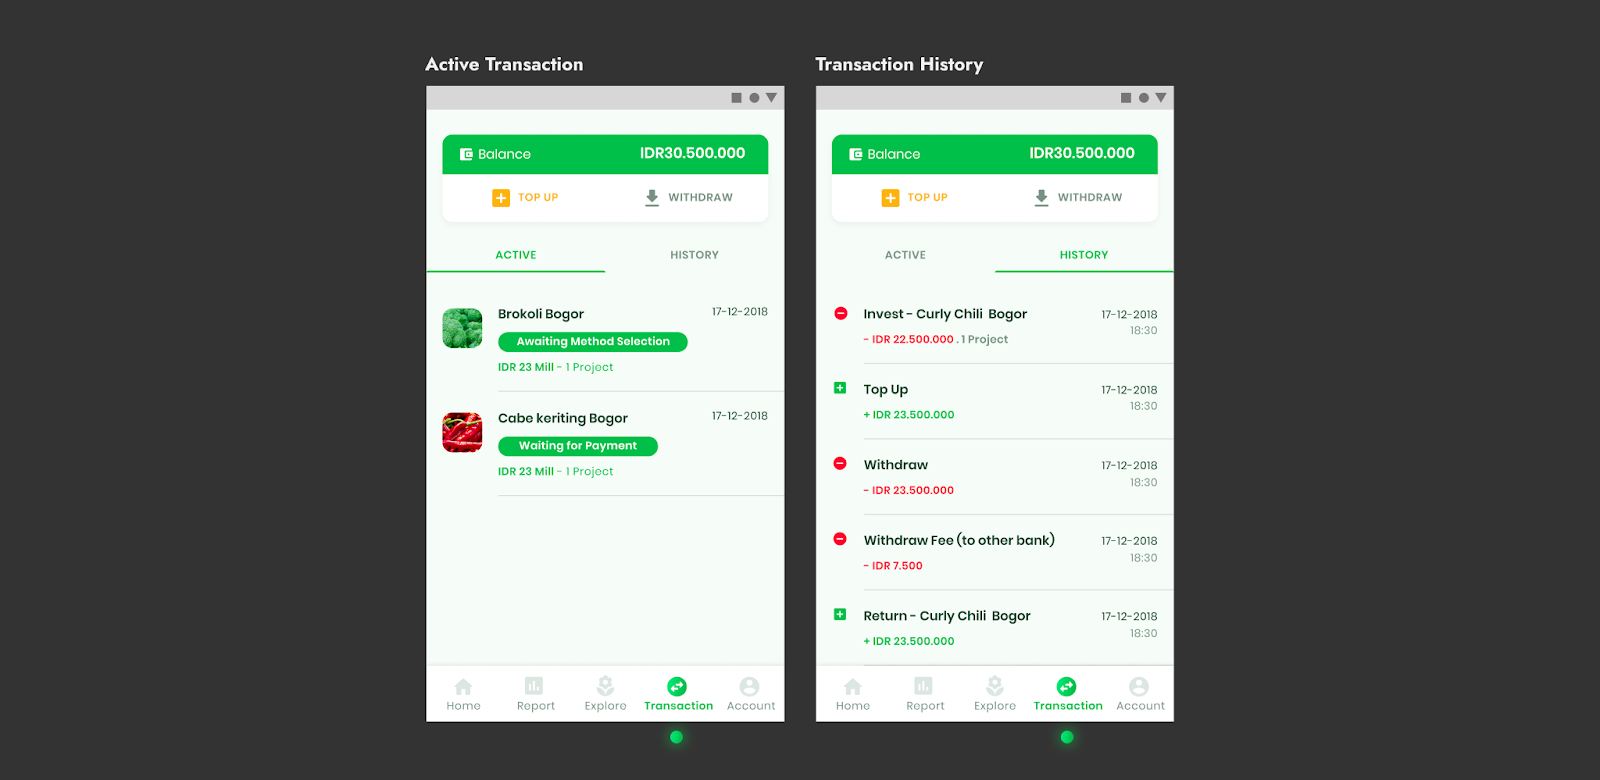 Active Transaction
Balance IDR30.500.000
TOP UP WITHDRAW
ACTIVE HISTORY
Brokoli Bogor 17-12-2018
Awaiting Method Selection
IDR 23 Mill - 1 Project
Cabe keriting Bogor 17-12-2018
Waiting for Payment
IDR 23 Mill - 1 Project
Home Report Explore Transaction Account
Transaction History
Balance IDR30.500.000
TOP UP WITHDRAW
ACTIVE HISTORY
Invest - Curly Chili Bogor 17-12-2018
18:30
- IDR 22.500.000 . 1 Project
Top Up 17-12-2018
18:30
+ IDR 23.500.000
Withdraw 17-12-2018
18:30
- IDR 23.500.000
Withdraw Fee (to other bank) 17-12-2018
18:30
- IDR 7.500
Return - Curly Chili Bogor 17-12-2018
18:30
+ IDR 23.500.000
Home Report Explore Transaction Account